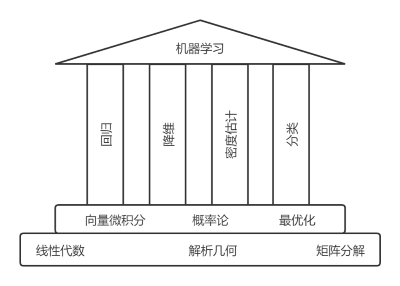 机器学习
回归
降维
密度估计
分类
向量微积分 概率论 最优化
线性代数 解析几何 矩阵分解